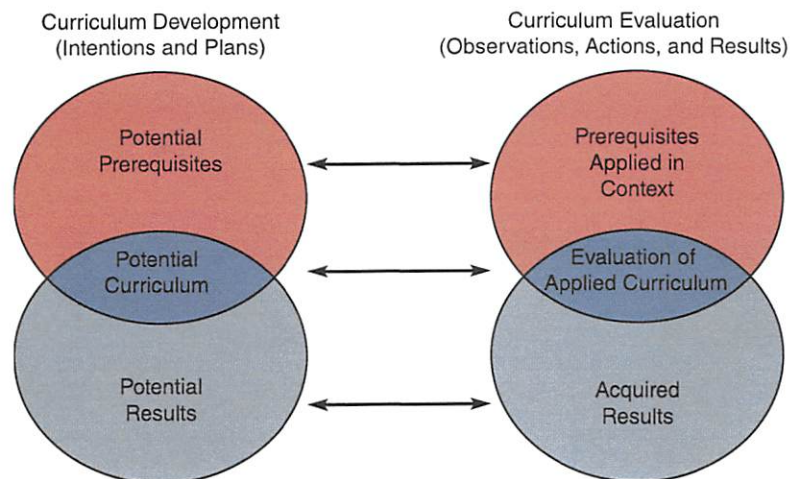 Curriculum Development
(Intentions and Plans)
Curriculum Evaluation
(Observations, Actions, and Results)
Potential
Prerequisites
Prerequisites
Applied in
Context
Potential
Curriculum
Evaluation of
Applied Curriculum
Potential
Results
Acquired
Results